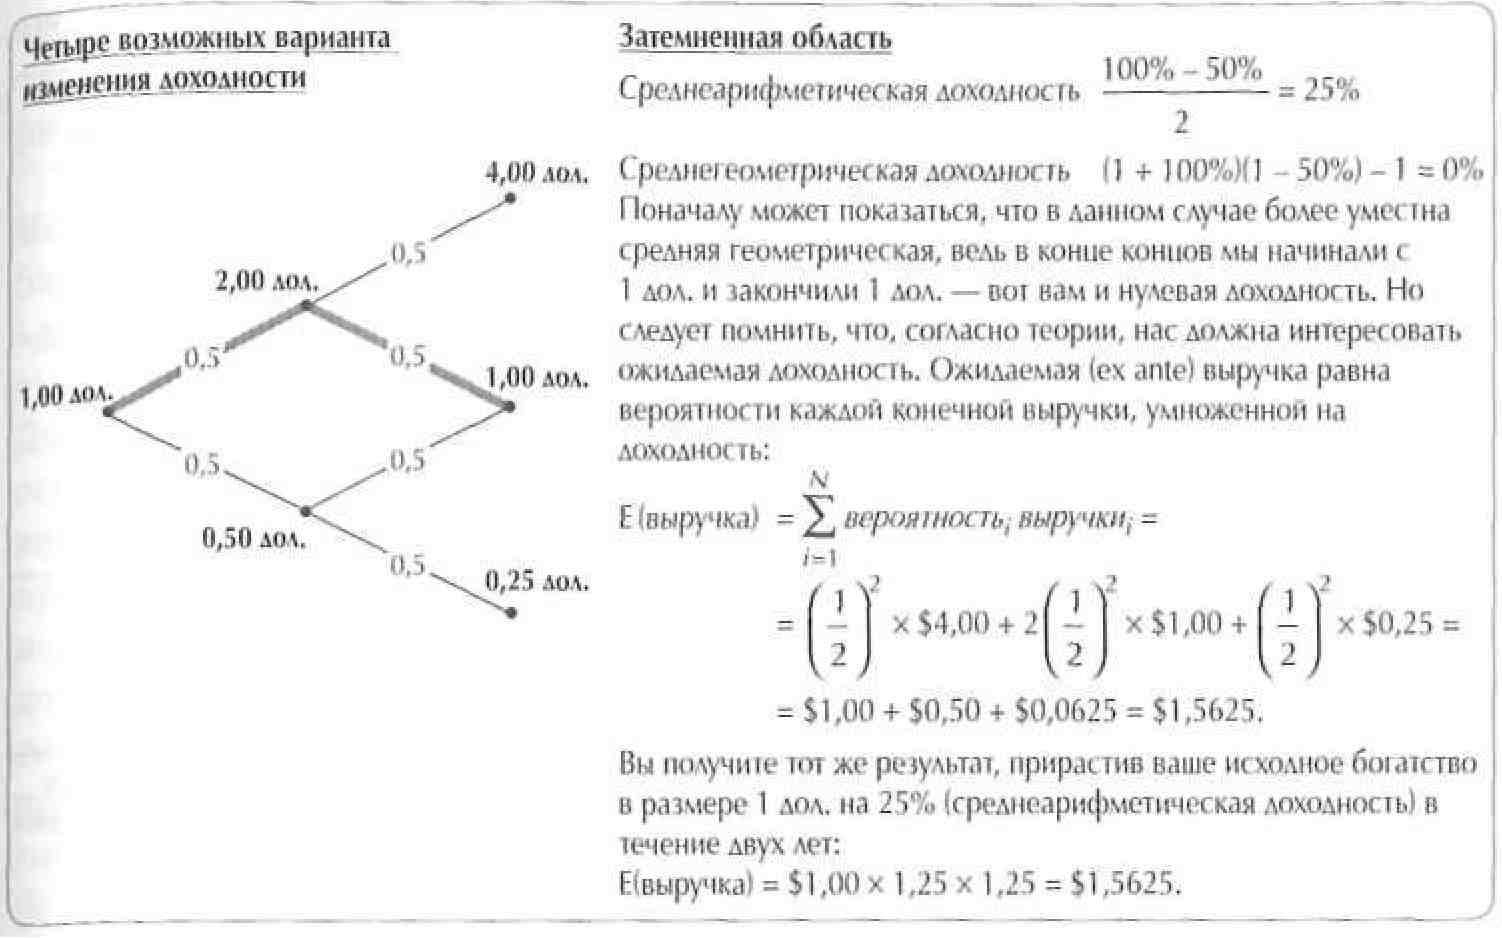 Четыре возможных варианта
изменения доходности
4,00 дол.
0,5
2,00 дол.
0,5
0,5
1,00 дол.
1,00 дол.
0,5
0,5
0,50 дол.
0,5
0,25 дол.
Затемненная область
Среднеарифметическая доходность (100% – 50%) / 2 = 25%
Среднегеометрическая доходность (1 + 100%)(1 – 50%) – 1 = 0%
Поначалу может показаться, что в данном случае более уместна
средняя геометрическая, ведь в конце концов мы начинали с
1 дол. и закончили 1 дол. — вот вам и нулевая доходность. Но
следует помнить, что, согласно теории, нас должна интересовать
ожидаемая доходность. Ожидаемая (ex ante) выручка равна
вероятности каждой конечной выручки, умноженной на
доходность:
E(выручка) = ∑_{i=1}^{N} вероятность_i выручки_i =
= (1/2)² × $4,00 + 2(1/2)² × $1,00 + (1/2)² × $0,25 =
= $1,00 + $0,50 + $0,0625 = $1,5625.
Вы получите тот же результат, прирастив ваше исходное богатство
в размере 1 дол. на 25% (среднеарифметическая доходность) в
течение двух лет:
E(выручка) = $1,00 × 1,25 × 1,25 = $1,5625.